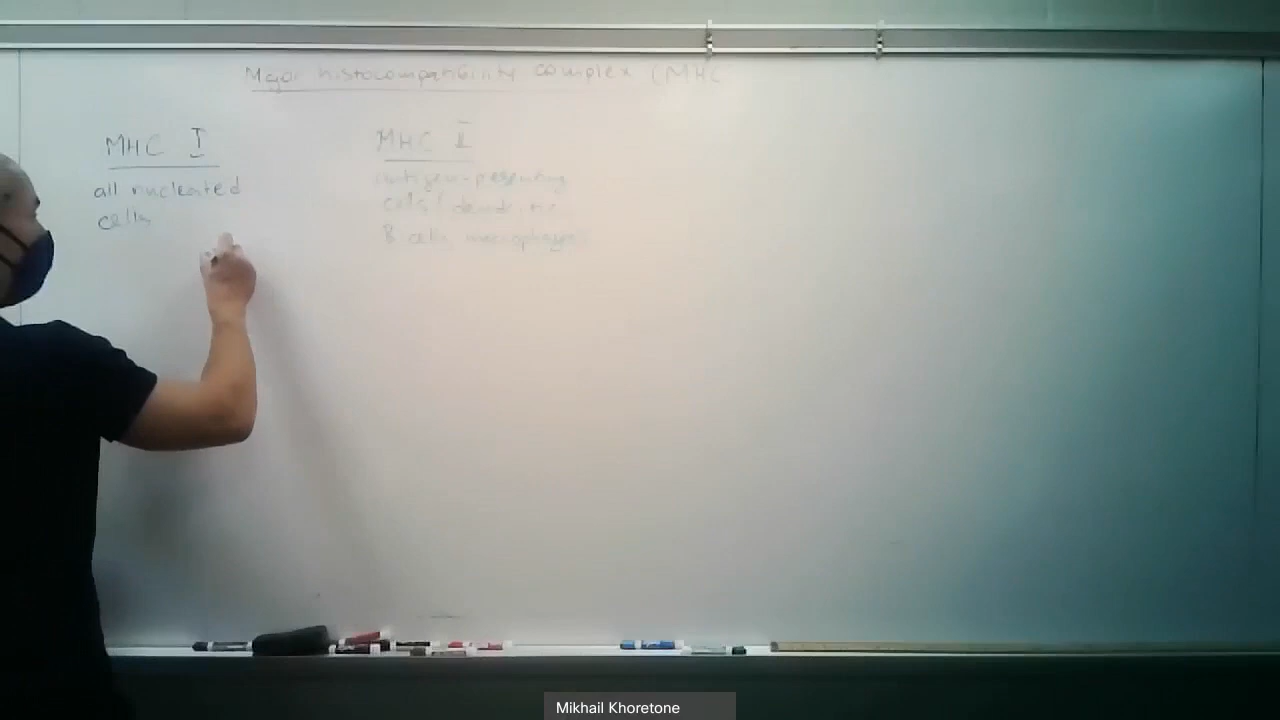 Major histocompatibility complex (MHC
MHC I
all nucleated
cells
MHC II
antigen-presenting
cells (dendritic
B cells, macrophages
Mikhail Khoretone